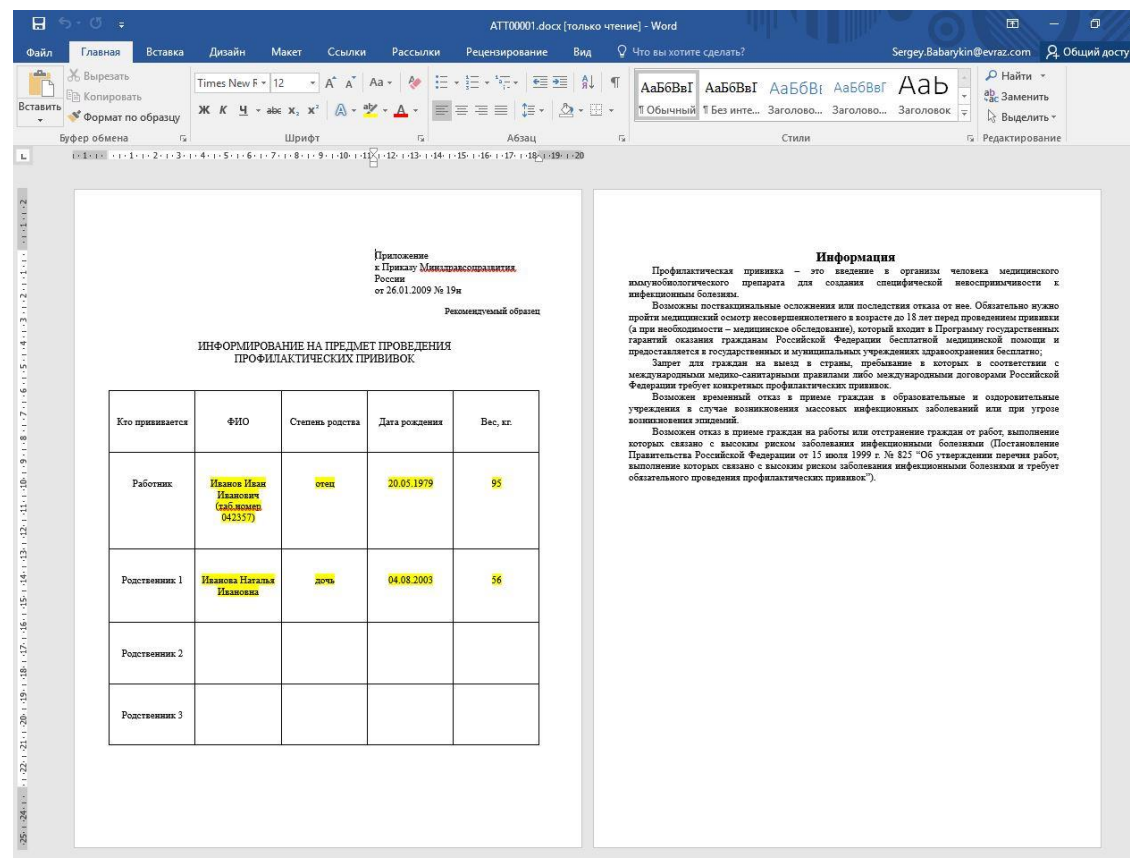 ATT00001.docx [только чтение] - Word
Файл Главная Вставка Дизайн Макет Ссылки Рассылки Рецензирование Вид Что вы хотите сделать? Sergey.Babarykin@evraz.com Общий досту
Вставить
Вырезать
Копировать
Формат по образцу
Буфер обмена
Times New F 12
Ж К Ч abc x₂ x²
Шрифт
Абзац
АаБбВвГ АаБбВвГ АаБбВг АаБбВвГ АаЬ
¶ Обычный ¶ Без инте... Заголово... Заголово... Заголовок
Стили
Найти
Заменить
Выделить
Редактирование
Приложение
к Приказу Минздравсоцразвития
России
от 26.01.2009 № 19н
Рекомендуемый образец
ИНФОРМИРОВАНИЕ НА ПРЕДМЕТ ПРОВЕДЕНИЯ
ПРОФИЛАКТИЧЕСКИХ ПРИВИВОК
Кто прививается ФИО Степень родства Дата рождения Вес, кг.
Работник Иванов Иван отец 20.05.1979 95
Иванович
(таб.номер
042357)
Родственник 1 Иванова Наталья дочь 04.08.2003 56
Ивановна
Родственник 2
Родственник 3
Информация
Профилактическая прививка – это введение в организм человека медицинского
иммунобиологического препарата для создания специфической невосприимчивости к
инфекционным болезням.
Возможны поствакцинальные осложнения или последствия отказа от нее. Обязательно нужно
пройти медицинский осмотр несовершеннолетнего в возрасте до 18 лет перед проведением прививки
(а при необходимости – медицинское обследование), который входит в Программу государственных
гарантий оказания гражданам Российской Федерации бесплатной медицинской помощи и
предоставляется в государственных и муниципальных учреждениях здравоохранения бесплатно;
Запрет для граждан на выезд в страны, пребывание в которых в соответствии с
международными медико-санитарными правилами либо международными договорами Российской
Федерации требует конкретных профилактических прививок.
Возможен временный отказ в приеме граждан в образовательные и оздоровительные
учреждения в случае возникновения массовых инфекционных заболеваний или при угрозе
возникновения эпидемий.
Возможен отказ в приеме граждан на работы или отстранение граждан от работ, выполнение
которых связано с высоким риском заболевания инфекционными болезнями (Постановление
Правительства Российской Федерации от 15 июля 1999 г. № 825 "Об утверждении перечня работ,
выполнение которых связано с высоким риском заболевания инфекционными болезнями и требует
обязательного проведения профилактических прививок").